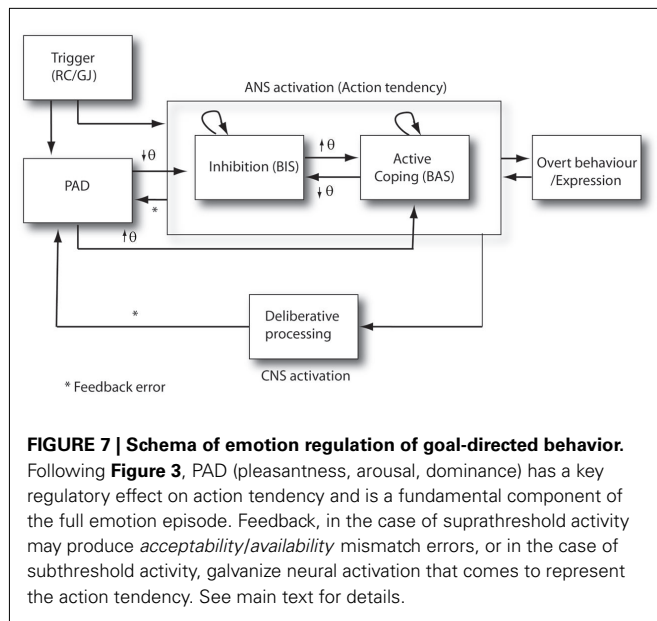 Trigger
(RC/GJ)
ANS activation (Action tendency)
↓θ
Inhibition (BIS)
↑θ
↓θ
Active
Coping (BAS)
Overt behaviour
/Expression
PAD
*
↑θ
Deliberative
processing
*
CNS activation
* Feedback error
FIGURE 7 | Schema of emotion regulation of goal-directed behavior.
Following Figure 3, PAD (pleasantness, arousal, dominance) has a key
regulatory effect on action tendency and is a fundamental component of
the full emotion episode. Feedback, in the case of suprathreshold activity
may produce acceptability/availability mismatch errors, or in the case of
subthreshold activity, galvanize neural activation that comes to represent
the action tendency. See main text for details.